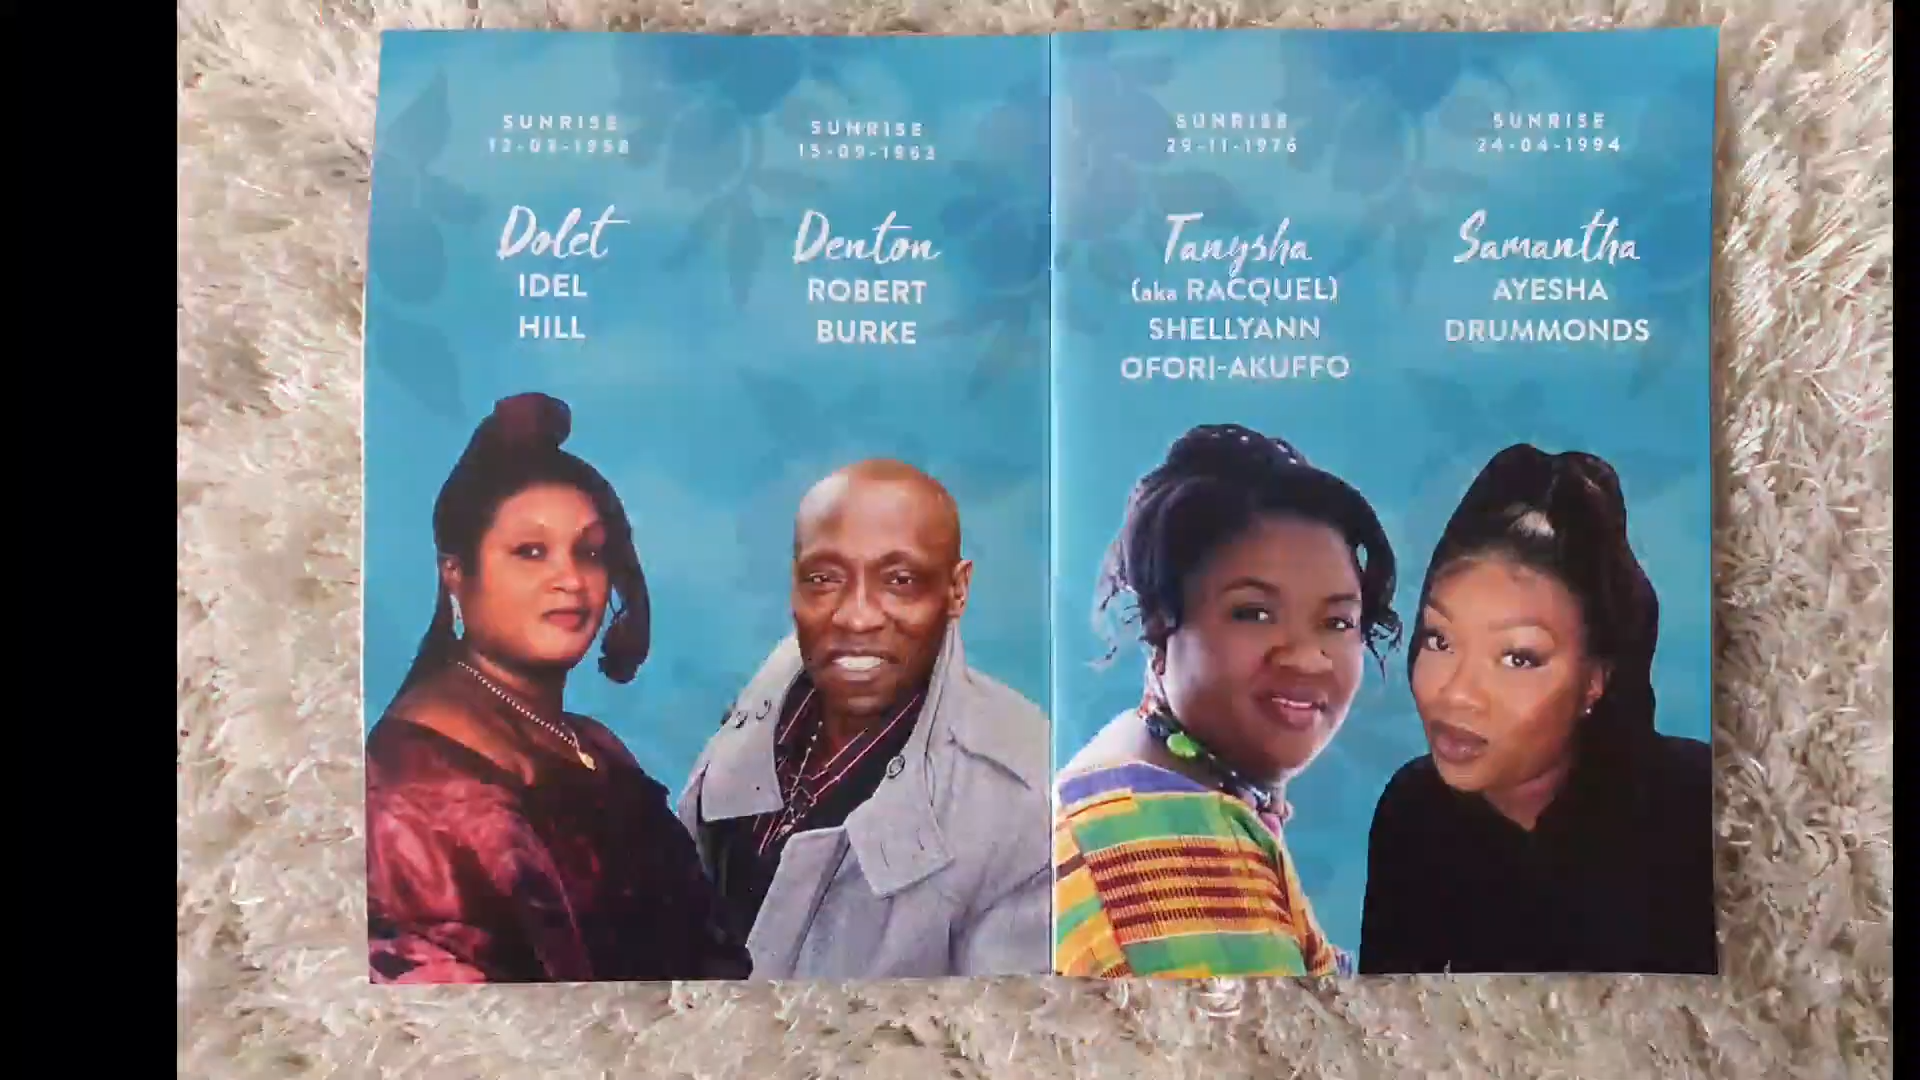 SUNRISE
12-03-1958
Dolet
IDEL
HILL
SUNRISE
15-09-1963
Denton
ROBERT
BURKE
SUNRISE
29-11-1976
Tanysha
(aka RACQUEL)
SHELLYANN
OFORI-AKUFFO
SUNRISE
24-04-1994
Samantha
AYESHA
DRUMMONDS